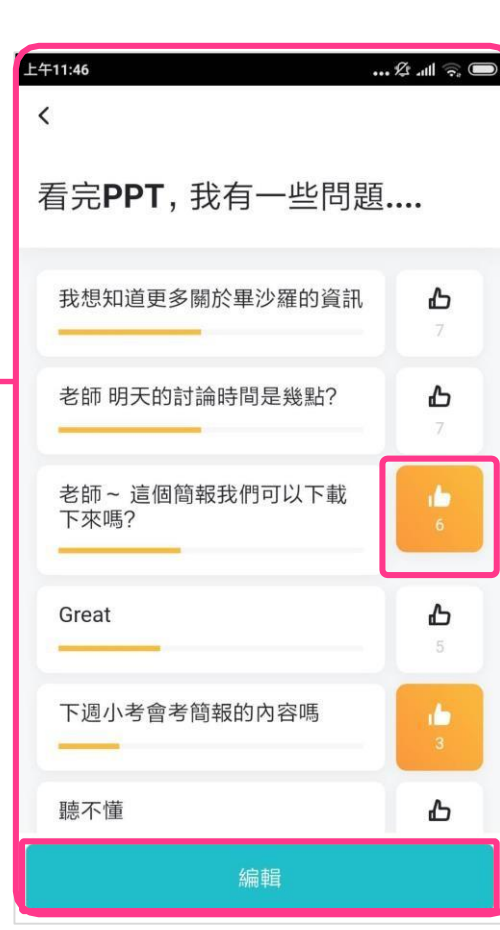 上午11:46
...
看完PPT，我有一些問題....
我想知道更多關於畢沙羅的資訊
7
老師 明天的討論時間是幾點?
7
老師～ 這個簡報我們可以下載
下來嗎?
6
Great
5
下週小考會考簡報的內容嗎
3
聽不懂
編輯